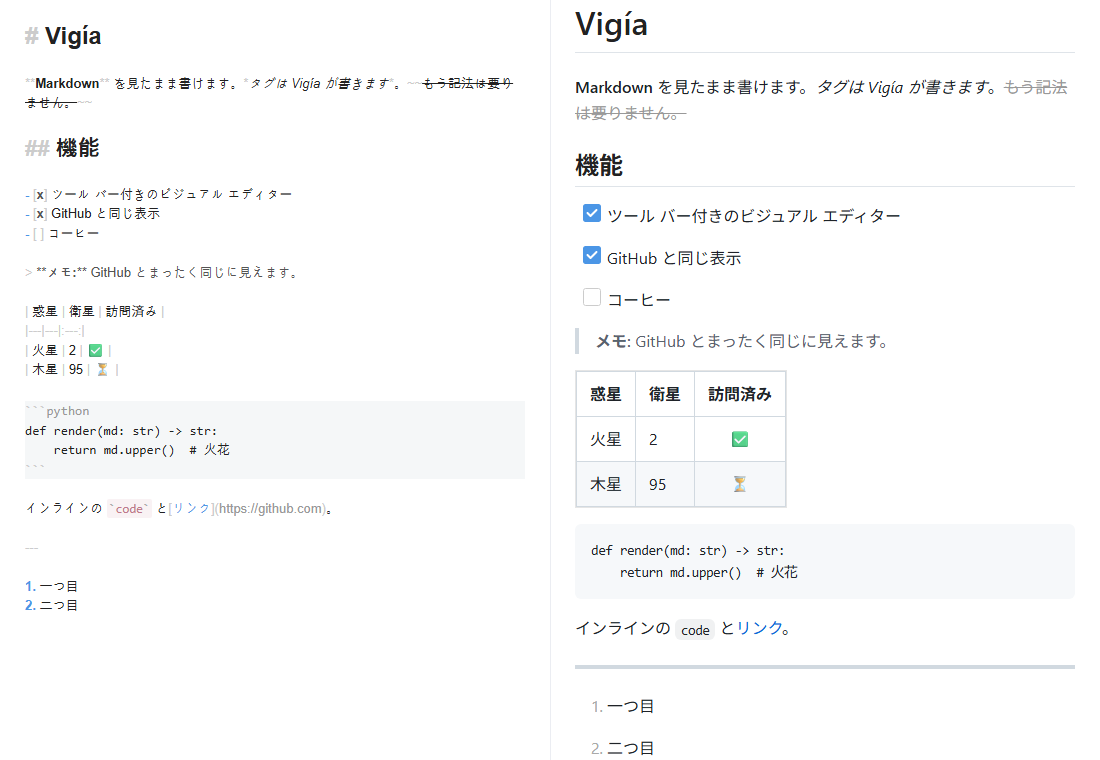 # Vigía
**Markdown** を見たまま書けます。*タグは Vigía が書きます*。~~もう記法は要り
ません。~~
## 機能
- [x] ツール バー付きのビジュアル エディター
- [x] GitHub と同じ表示
- [ ] コーヒー
> **メモ:** GitHub とまったく同じに見えます。
| 惑星 | 衛星 | 訪問済み |
|---|---|:---:|
| 火星 | 2 | ✅ |
| 木星 | 95 | ⏳ |
```python
def render(md: str) -> str:
    return md.upper()  # 火花
```
インラインの `code` と[リンク](https://github.com)。
---
1. 一つ目
2. 二つ目
Vigía
Markdown を見たまま書けます。タグは Vigía が書きます。もう記法
は要りません。
機能
ツール バー付きのビジュアル エディター
GitHub と同じ表示
コーヒー
メモ: GitHub とまったく同じに見えます。
惑星 衛星 訪問済み
火星 2 ✅
木星 95 ⏳
def render(md: str) -> str:
    return md.upper()  # 火花
インラインの code とリンク。
1. 一つ目
2. 二つ目